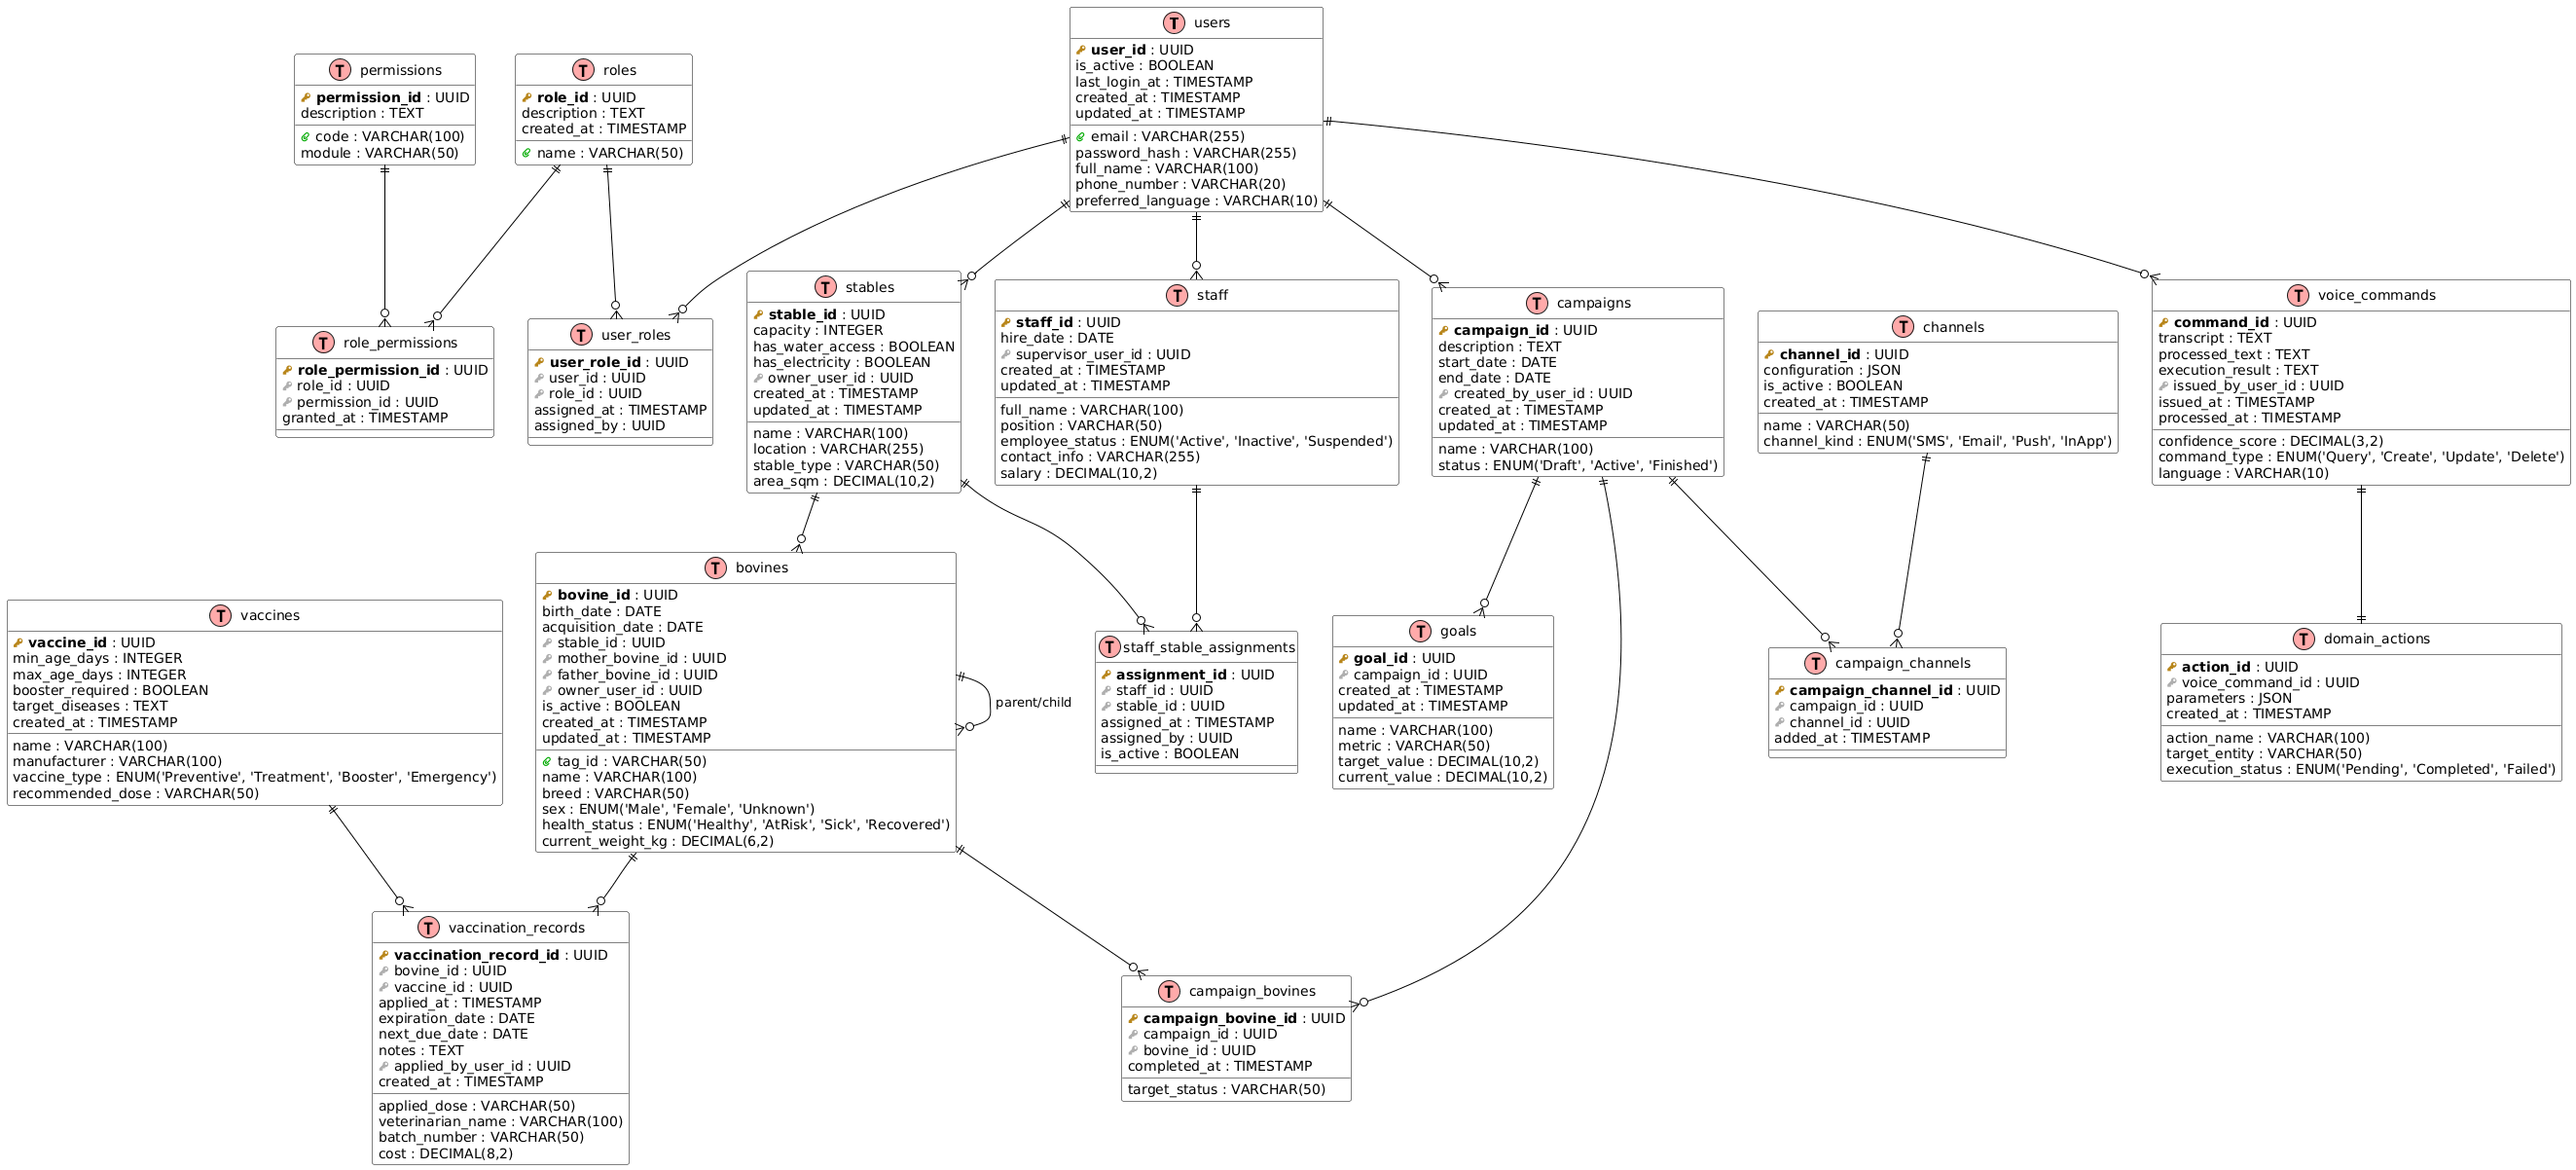 T users
user_id : UUID
is_active : BOOLEAN
last_login_at : TIMESTAMP
created_at : TIMESTAMP
updated_at : TIMESTAMP
email : VARCHAR(255)
password_hash : VARCHAR(255)
full_name : VARCHAR(100)
phone_number : VARCHAR(20)
preferred_language : VARCHAR(10)
T permissions
permission_id : UUID
description : TEXT
code : VARCHAR(100)
module : VARCHAR(50)
T roles
role_id : UUID
description : TEXT
created_at : TIMESTAMP
name : VARCHAR(50)
T role_permissions
role_permission_id : UUID
role_id : UUID
permission_id : UUID
granted_at : TIMESTAMP
T user_roles
user_role_id : UUID
user_id : UUID
role_id : UUID
assigned_at : TIMESTAMP
assigned_by : UUID
T stables
stable_id : UUID
capacity : INTEGER
has_water_access : BOOLEAN
has_electricity : BOOLEAN
owner_user_id : UUID
created_at : TIMESTAMP
updated_at : TIMESTAMP
name : VARCHAR(100)
location : VARCHAR(255)
stable_type : VARCHAR(50)
area_sqm : DECIMAL(10,2)
T staff
staff_id : UUID
hire_date : DATE
supervisor_user_id : UUID
created_at : TIMESTAMP
updated_at : TIMESTAMP
full_name : VARCHAR(100)
position : VARCHAR(50)
employee_status : ENUM('Active', 'Inactive', 'Suspended')
contact_info : VARCHAR(255)
salary : DECIMAL(10,2)
T campaigns
campaign_id : UUID
description : TEXT
start_date : DATE
end_date : DATE
created_by_user_id : UUID
created_at : TIMESTAMP
updated_at : TIMESTAMP
name : VARCHAR(100)
status : ENUM('Draft', 'Active', 'Finished')
T channels
channel_id : UUID
configuration : JSON
is_active : BOOLEAN
created_at : TIMESTAMP
name : VARCHAR(50)
channel_kind : ENUM('SMS', 'Email', 'Push', 'InApp')
T voice_commands
command_id : UUID
transcript : TEXT
processed_text : TEXT
execution_result : TEXT
issued_by_user_id : UUID
issued_at : TIMESTAMP
processed_at : TIMESTAMP
confidence_score : DECIMAL(3,2)
command_type : ENUM('Query', 'Create', 'Update', 'Delete')
language : VARCHAR(10)
T vaccines
vaccine_id : UUID
min_age_days : INTEGER
max_age_days : INTEGER
booster_required : BOOLEAN
target_diseases : TEXT
created_at : TIMESTAMP
name : VARCHAR(100)
manufacturer : VARCHAR(100)
vaccine_type : ENUM('Preventive', 'Treatment', 'Booster', 'Emergency')
recommended_dose : VARCHAR(50)
T bovines
bovine_id : UUID
birth_date : DATE
acquisition_date : DATE
stable_id : UUID
mother_bovine_id : UUID
father_bovine_id : UUID
owner_user_id : UUID
is_active : BOOLEAN
created_at : TIMESTAMP
updated_at : TIMESTAMP
tag_id : VARCHAR(50)
name : VARCHAR(100)
breed : VARCHAR(50)
sex : ENUM('Male', 'Female', 'Unknown')
health_status : ENUM('Healthy', 'AtRisk', 'Sick', 'Recovered')
current_weight_kg : DECIMAL(6,2)
parent/child
T staff_stable_assignments
assignment_id : UUID
staff_id : UUID
stable_id : UUID
assigned_at : TIMESTAMP
assigned_by : UUID
is_active : BOOLEAN
T goals
goal_id : UUID
campaign_id : UUID
created_at : TIMESTAMP
updated_at : TIMESTAMP
name : VARCHAR(100)
metric : VARCHAR(50)
target_value : DECIMAL(10,2)
current_value : DECIMAL(10,2)
T campaign_channels
campaign_channel_id : UUID
campaign_id : UUID
channel_id : UUID
added_at : TIMESTAMP
T domain_actions
action_id : UUID
voice_command_id : UUID
parameters : JSON
created_at : TIMESTAMP
action_name : VARCHAR(100)
target_entity : VARCHAR(50)
execution_status : ENUM('Pending', 'Completed', 'Failed')
T vaccination_records
vaccination_record_id : UUID
bovine_id : UUID
vaccine_id : UUID
applied_at : TIMESTAMP
expiration_date : DATE
next_due_date : DATE
notes : TEXT
applied_by_user_id : UUID
created_at : TIMESTAMP
applied_dose : VARCHAR(50)
veterinarian_name : VARCHAR(100)
batch_number : VARCHAR(50)
cost : DECIMAL(8,2)
T campaign_bovines
campaign_bovine_id : UUID
campaign_id : UUID
bovine_id : UUID
completed_at : TIMESTAMP
target_status : VARCHAR(50)